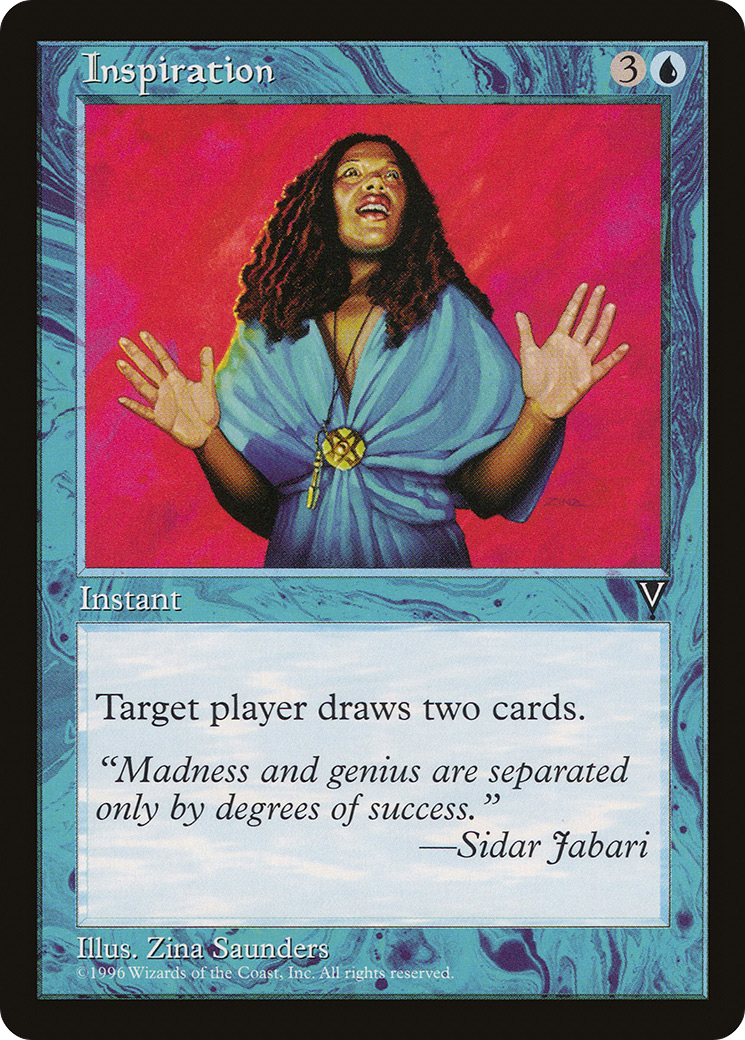 Inspiration 3
ZINA
Instant
V
Target player draws two cards.
“Madness and genius are separated
only by degrees of success.”
—Sidar Jabari
Illus. Zina Saunders
©1996 Wizards of the Coast, Inc. All rights reserved.